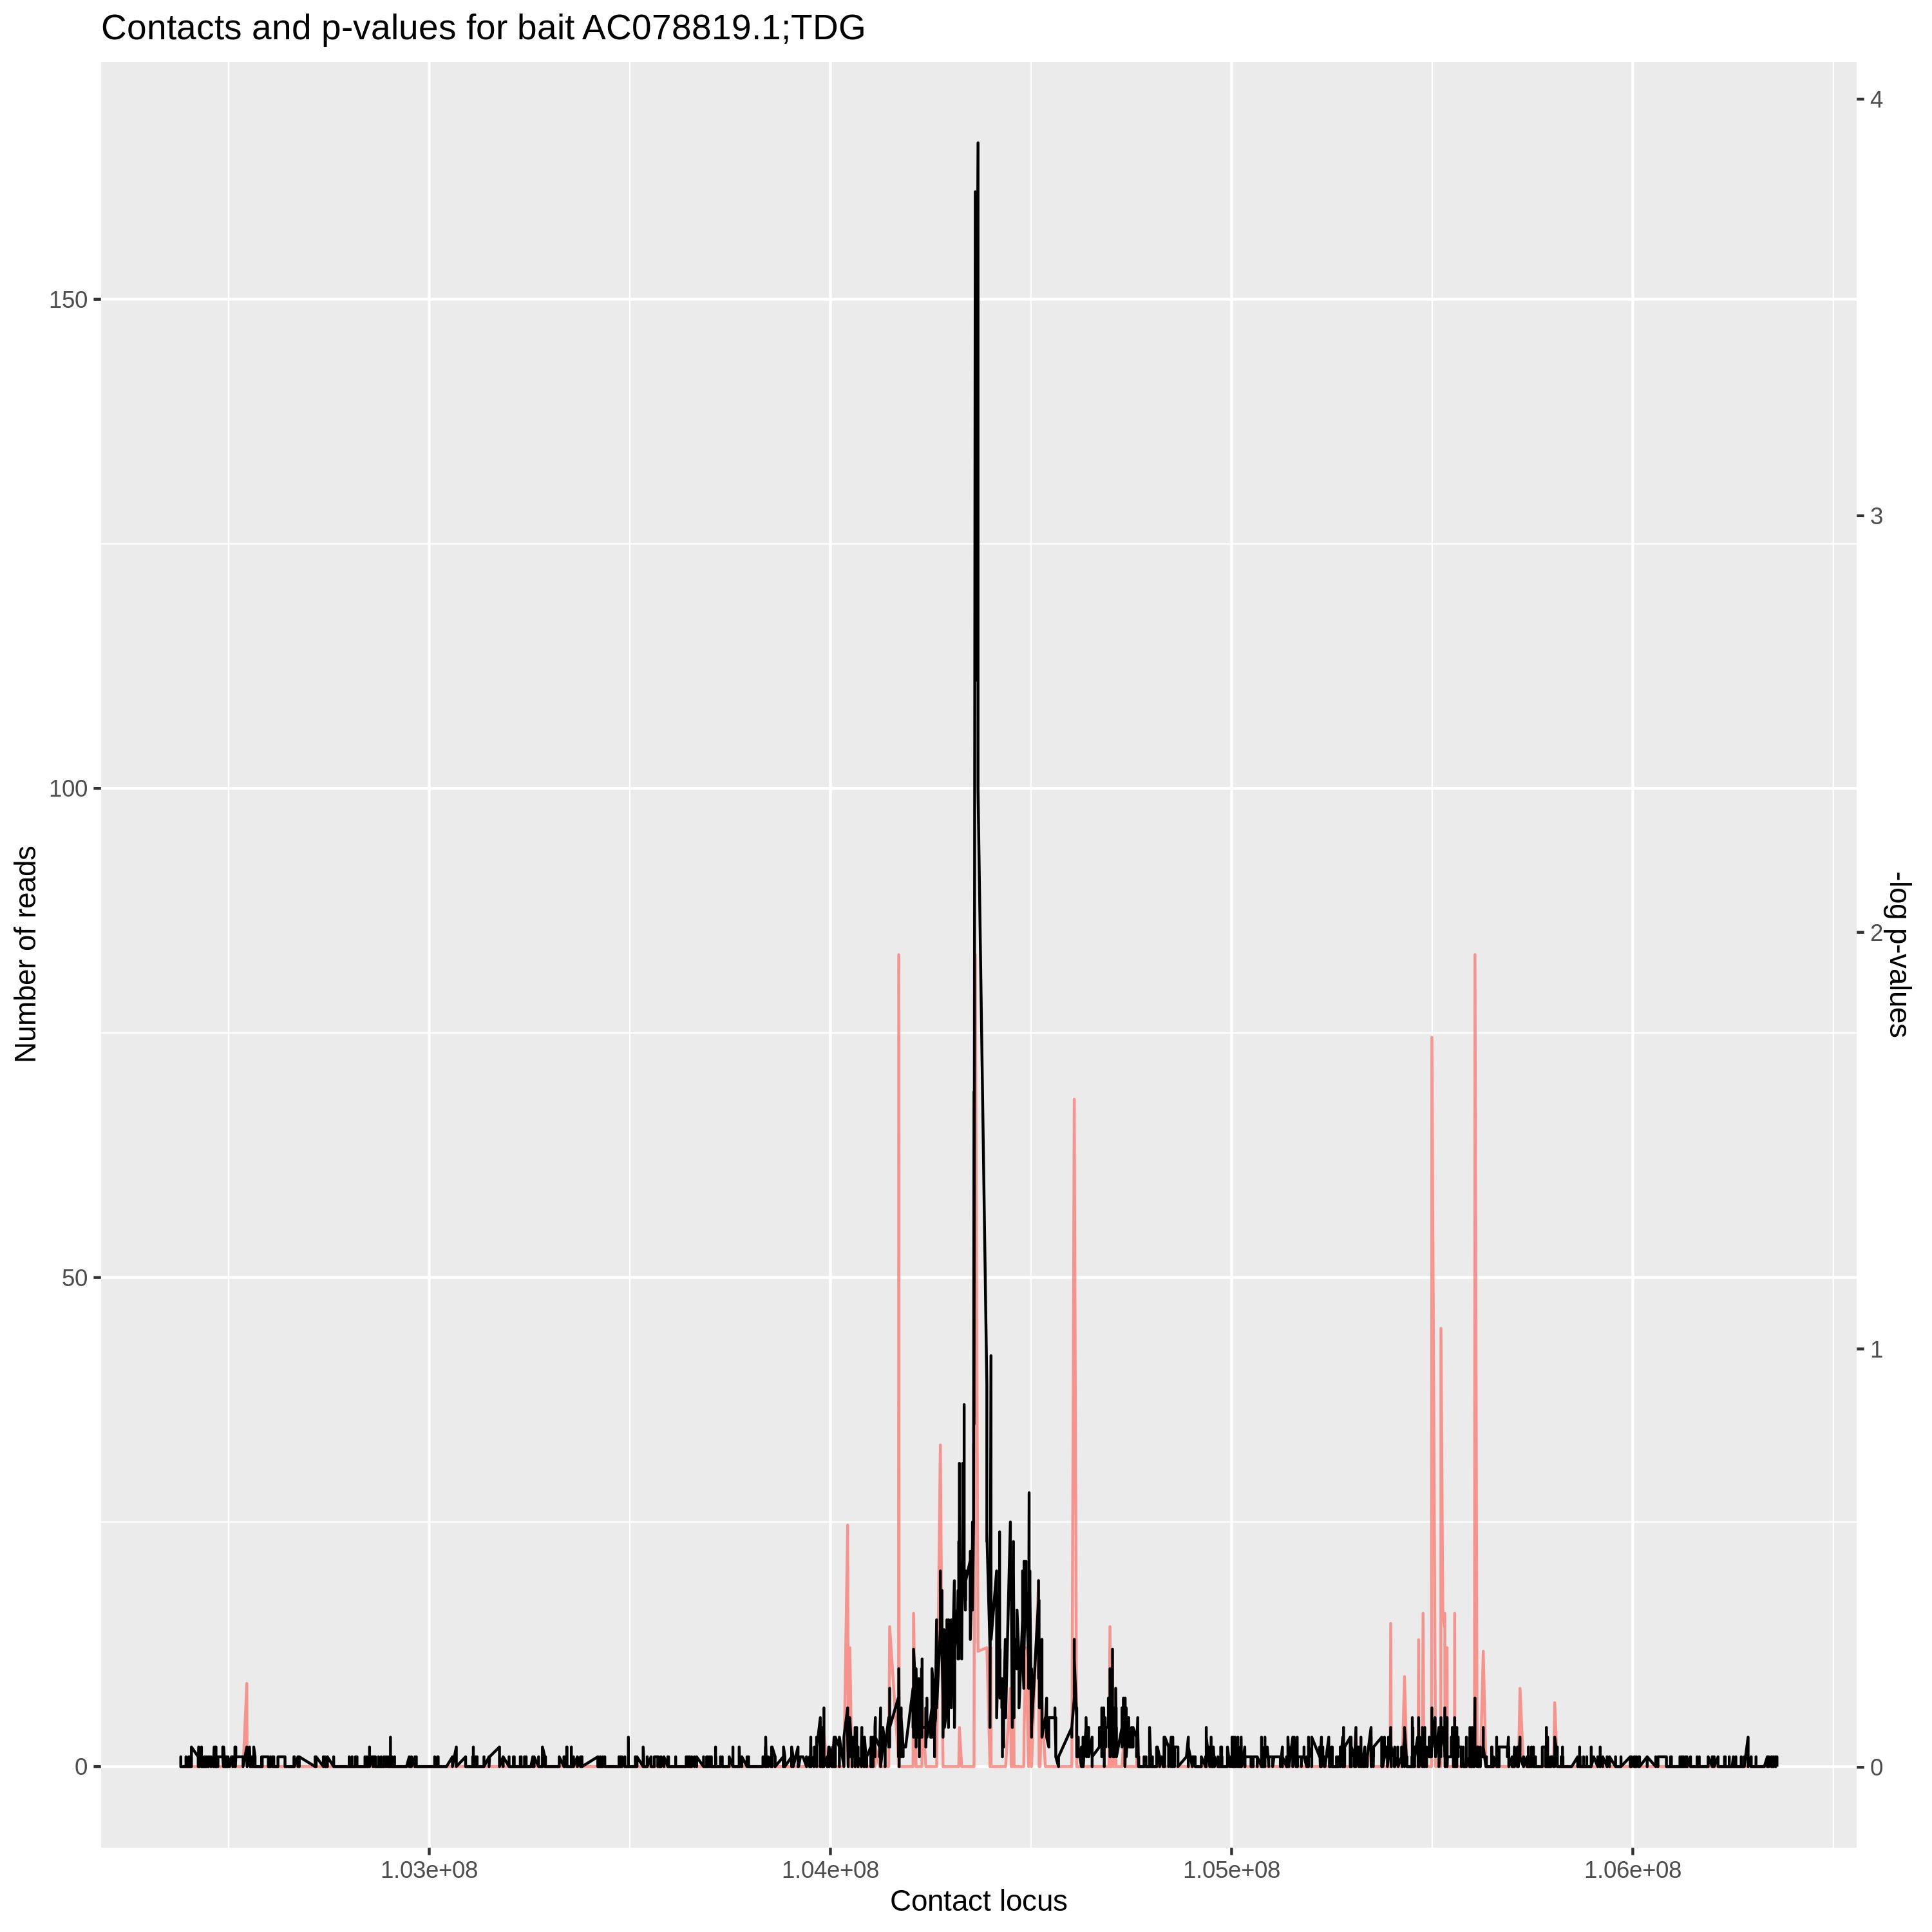 Contacts and p-values for bait AC078819.1;TDG
Number of reads
150
100
50
0
4
3
2
1
0
-log p-values
1.03e+08
1.04e+08
1.05e+08
1.06e+08
Contact locus